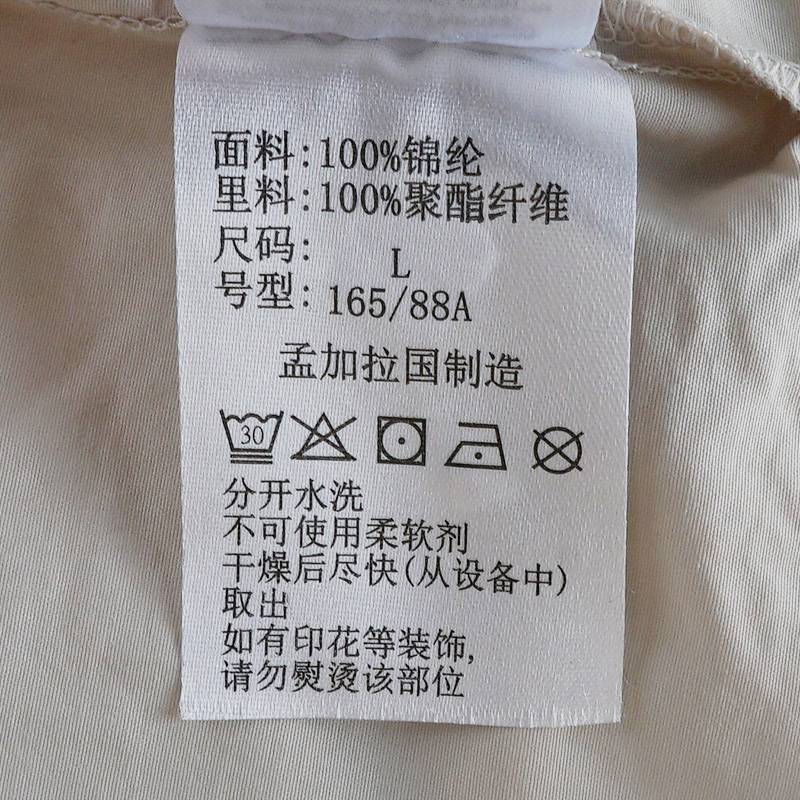 面料:100%锦纶
里料:100%聚酯纤维
尺码: L
号型:165/88A
孟加拉国制造
30
分开水洗
不可使用柔软剂
干燥后尽快(从设备中)
取出
如有印花等装饰,
请勿熨烫该部位